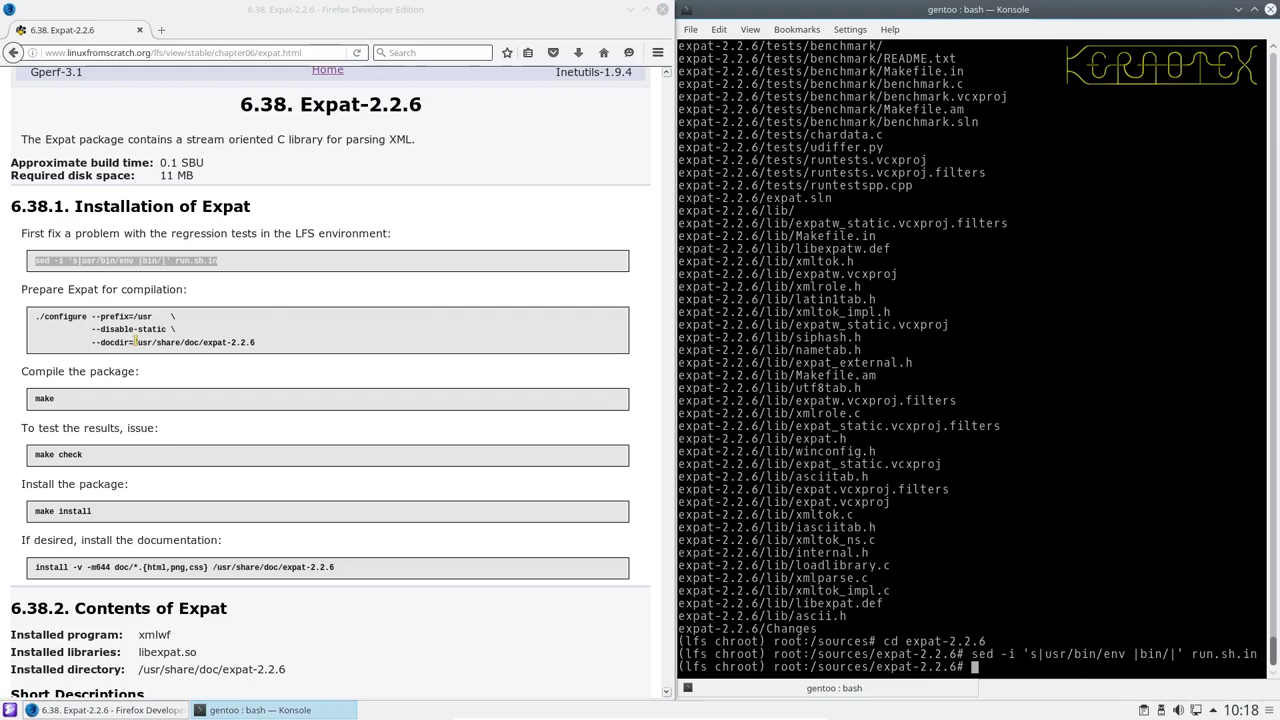 6.38. Expat-2.2.6 - Firefox Developer Edition
6.38. Expat-2.2.6
www.linuxfromscratch.org/lfs/view/stable/chapter06/expat.html
Search
Gperf-3.1
Home
Inetutils-1.9.4
6.38. Expat-2.2.6
The Expat package contains a stream oriented C library for parsing XML.
Approximate build time: 0.1 SBU
Required disk space: 11 MB
6.38.1. Installation of Expat
First fix a problem with the regression tests in the LFS environment:
sed -i 's|usr/bin/env |bin/|' run.sh.in
Prepare Expat for compilation:
./configure --prefix=/usr \
--disable-static \
--docdir=/usr/share/doc/expat-2.2.6
Compile the package:
make
To test the results, issue:
make check
Install the package:
make install
If desired, install the documentation:
install -v -m644 doc/*.{html,png,css} /usr/share/doc/expat-2.2.6
6.38.2. Contents of Expat
Installed program: xmlwf
Installed libraries: libexpat.so
Installed directory: /usr/share/doc/expat-2.2.6
Short Descriptions
gentoo : bash — Konsole
File Edit View Bookmarks Settings Help
KERAOTEX
expat-2.2.6/tests/benchmark/
expat-2.2.6/tests/benchmark/README.txt
expat-2.2.6/tests/benchmark/Makefile.in
expat-2.2.6/tests/benchmark/benchmark.c
expat-2.2.6/tests/benchmark/benchmark.vcxproj
expat-2.2.6/tests/benchmark/Makefile.am
expat-2.2.6/tests/benchmark/benchmark.sln
expat-2.2.6/tests/chardata.c
expat-2.2.6/tests/udiffer.py
expat-2.2.6/tests/runtests.vcxproj
expat-2.2.6/tests/runtests.vcxproj.filters
expat-2.2.6/tests/runtestspp.cpp
expat-2.2.6/expat.sln
expat-2.2.6/lib/
expat-2.2.6/lib/expatw_static.vcxproj.filters
expat-2.2.6/lib/Makefile.in
expat-2.2.6/lib/libexpatw.def
expat-2.2.6/lib/xmltok.h
expat-2.2.6/lib/expatw.vcxproj
expat-2.2.6/lib/xmlrole.h
expat-2.2.6/lib/latin1tab.h
expat-2.2.6/lib/xmltok_impl.h
expat-2.2.6/lib/expatw_static.vcxproj
expat-2.2.6/lib/siphash.h
expat-2.2.6/lib/nametab.h
expat-2.2.6/lib/expat_external.h
expat-2.2.6/lib/Makefile.am
expat-2.2.6/lib/utf8tab.h
expat-2.2.6/lib/expatw.vcxproj.filters
expat-2.2.6/lib/xmlrole.c
expat-2.2.6/lib/expat_static.vcxproj.filters
expat-2.2.6/lib/expat.h
expat-2.2.6/lib/winconfig.h
expat-2.2.6/lib/expat_static.vcxproj
expat-2.2.6/lib/asciitab.h
expat-2.2.6/lib/expat.vcxproj.filters
expat-2.2.6/lib/expat.vcxproj
expat-2.2.6/lib/xmltok.c
expat-2.2.6/lib/iasciitab.h
expat-2.2.6/lib/xmltok_ns.c
expat-2.2.6/lib/internal.h
expat-2.2.6/lib/loadlibrary.c
expat-2.2.6/lib/xmlparse.c
expat-2.2.6/lib/xmltok_impl.c
expat-2.2.6/lib/libexpat.def
expat-2.2.6/lib/ascii.h
expat-2.2.6/Changes
(lfs chroot) root:/sources# cd expat-2.2.6
(lfs chroot) root:/sources/expat-2.2.6# sed -i 's|usr/bin/env |bin/|' run.sh.in
(lfs chroot) root:/sources/expat-2.2.6#
gentoo : bash
6.38. Expat-2.2.6 - Firefox Develope
gentoo : bash — Konsole
10:18